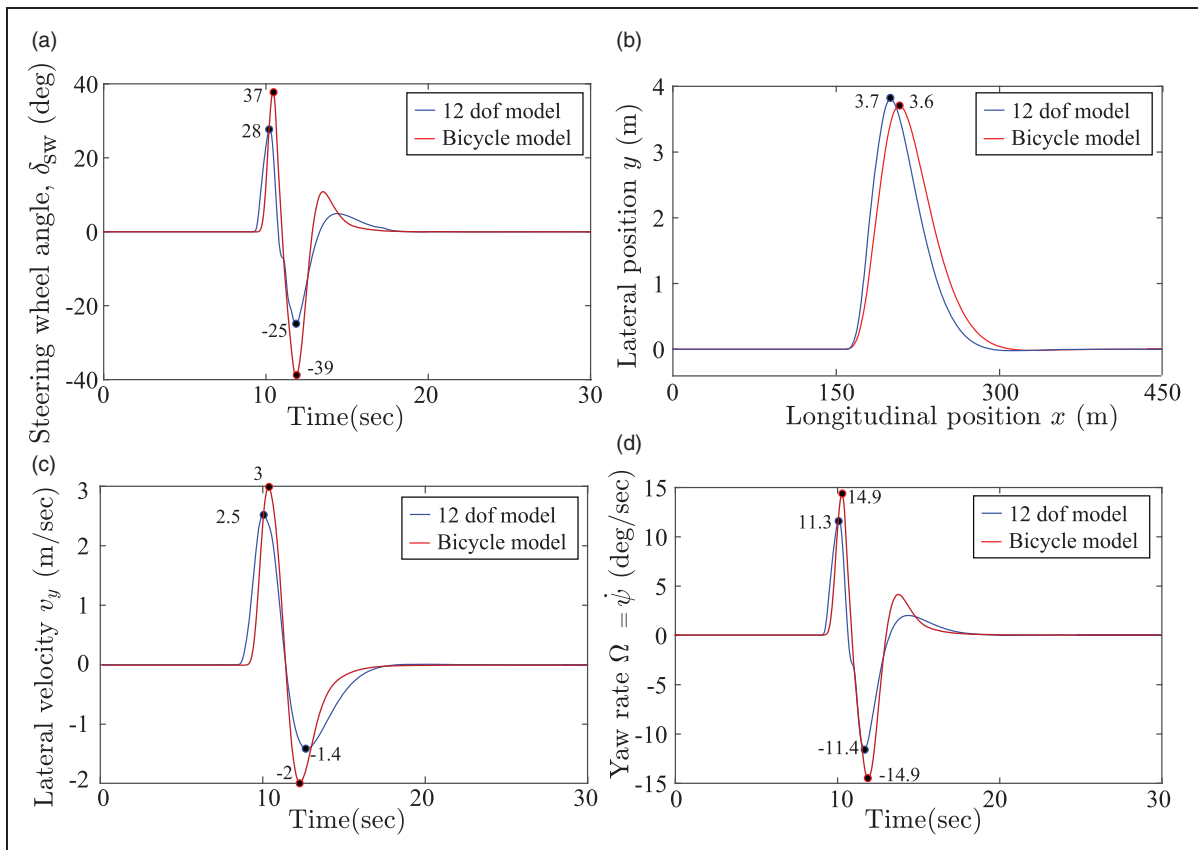 (a)
Steering wheel angle, δsw (deg)
40
20
0
-20
-40
37
28
-25
-39
12 dof model
Bicycle model
0
10
20
30
Time(sec)
(b)
Lateral position y (m)
4
3
2
1
0
3.7
3.6
12 dof model
Bicycle model
0
150
300
450
Longitudinal position x (m)
(c)
Lateral velocity vy (m/sec)
3
2
1
0
-1
-2
3
2.5
-1.4
-2
12 dof model
Bicycle model
0
10
20
30
Time(sec)
(d)
Yaw rate Ω = ψ̇ (deg/sec)
15
10
5
0
-5
-10
-15
14.9
11.3
-11.4
-14.9
12 dof model
Bicycle model
0
10
20
30
Time(sec)